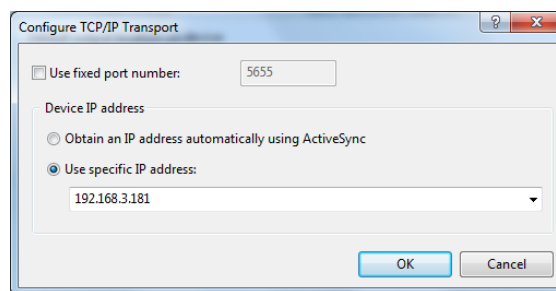 Configure TCP/IP Transport
Use fixed port number: 5655
Device IP address
Obtain an IP address automatically using ActiveSync
Use specific IP address:
192.168.3.181
OK Cancel